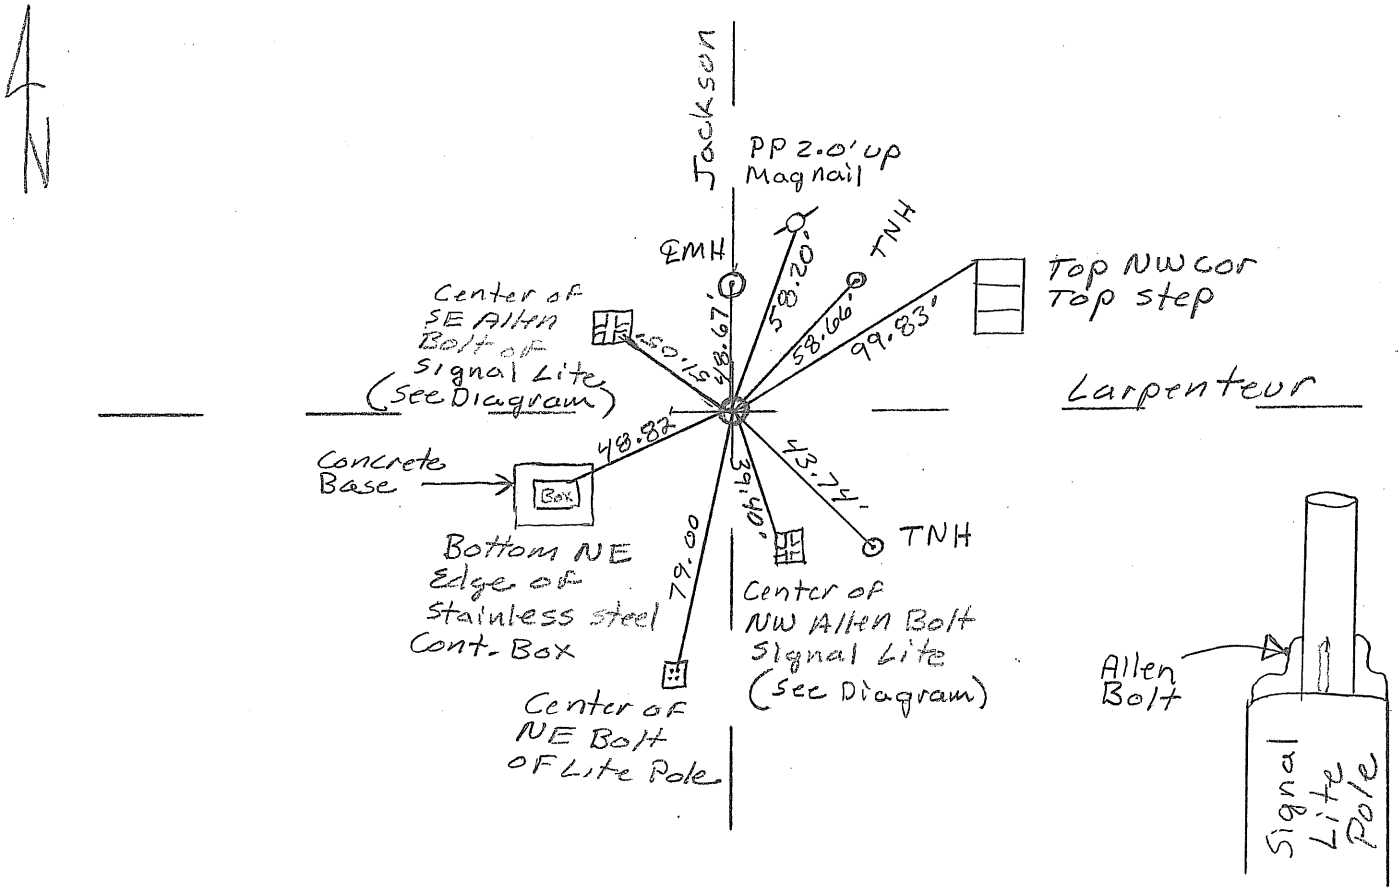 N
Jackson
PP 2.0' up
Magnail
TNH
58.20'
Center of
SE Allen
Bolt of
Signal Lite
(See Diagram)
51.05'
48.67'
58.66'
99.83'
Top NW Cor
Top Step
Larpenteur
48.82'
Concrete
Base
Box
43.74'
39.40'
79.00
TNH
Bottom NE
Edge of
Stainless steel
Cont. Box
Center of
NW Allen Bolt
Signal Lite
(See Diagram)
Center of
NE Bolt
of Lite Pole
Allen
Bolt
Signal
Lite
Pole